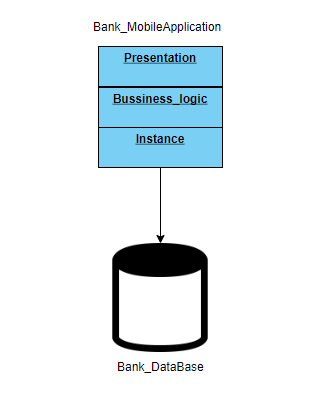 Bank_MobileApplication
Presentation
Bussiness_logic
Instance
Bank_DataBase